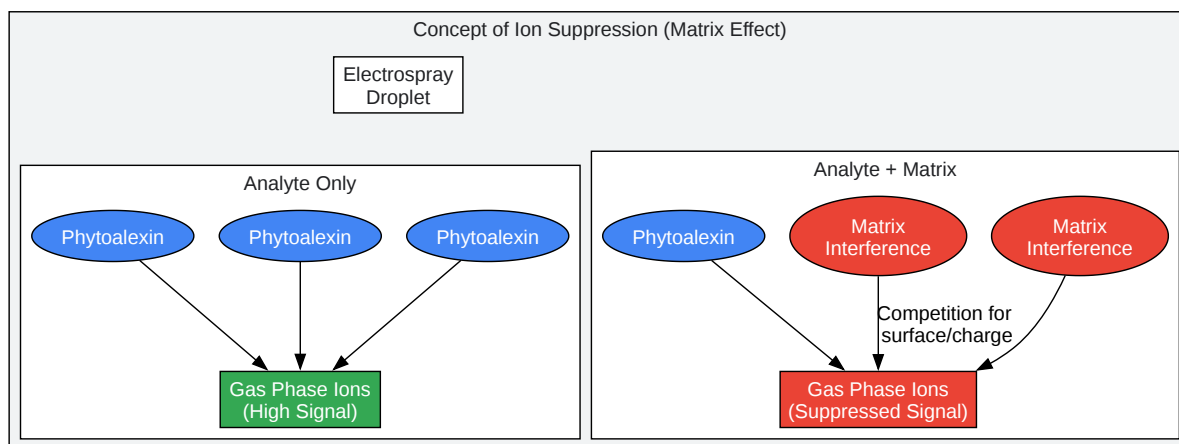 Concept of Ion Suppression (Matrix Effect)
Electrospray
Droplet
Analyte Only
Phytoalexin
Phytoalexin
Phytoalexin
Gas Phase Ions
(High Signal)
Analyte + Matrix
Phytoalexin
Matrix
Interference
Matrix
Interference
Competition for
surface/charge
Gas Phase Ions
(Suppressed Signal)